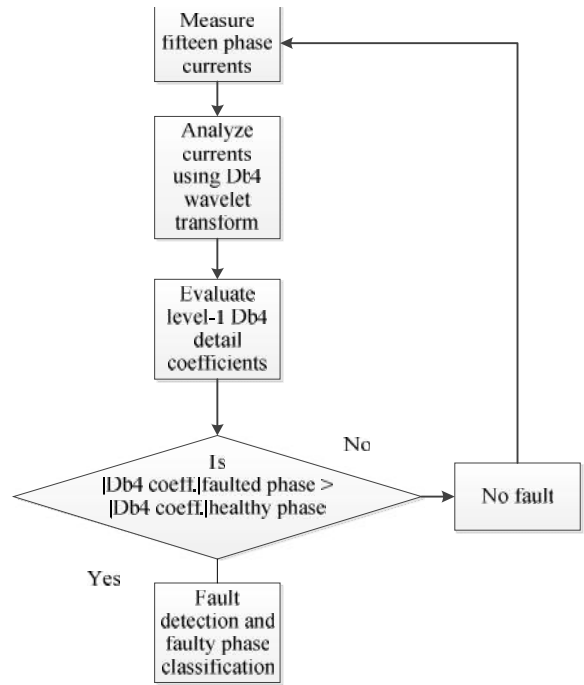 Measure
fifteen phase
currents
Analyze
currents
using Db4
wavelet
transform
Evaluate
level-1 Db4
detail
coefficients
No
Is
|Db4 coeff.|faulted phase >
|Db4 coeff.|healthy phase
No fault
Yes
Fault
detection and
faulty phase
classification